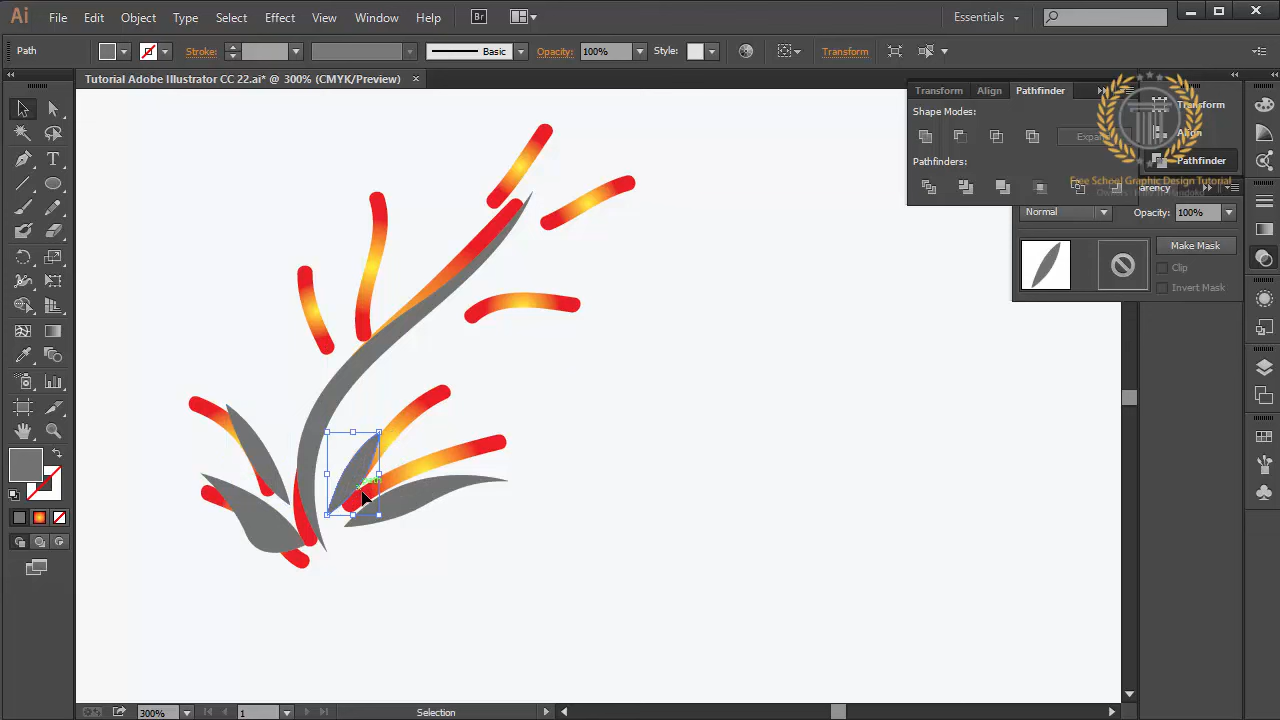 Ai File Edit Object Type Select Effect View Window Help Br Essentials
Path Stroke: Basic Opacity: 100% Style: Transform
Tutorial Adobe Illustrator CC 22.ai* @ 300% (CMYK/Preview) ×
Transform Align Pathfinder
Shape Modes:
Expand
Pathfinders:
Transform
Align
Pathfinder
Free School Graphic Design Tutorial
Normal Opacity: 100%
Make Mask
Clip
Invert Mask
path
300% 1 Selection